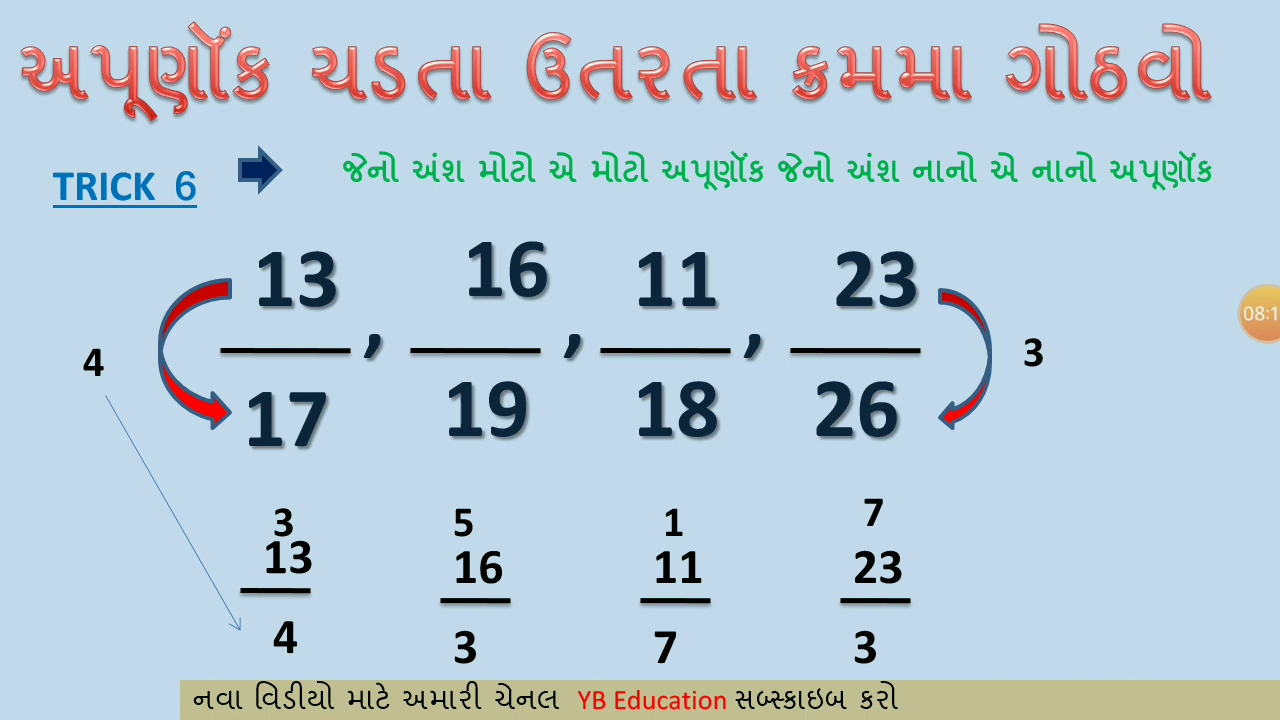 અપૂર્ણાંક ચડતા ઉતરતા ક્રમમા ગોઠવો
TRICK 6
જેનો અંશ મોટો એ મોટો અપૂર્ણાંક જેનો અંશ નાનો એ નાનો અપૂર્ણાંક
13 16 11 23
, , ,
17 19 18 26
4 3
3 5 1 7
13 16 11 23
4 3 7 3
નવા વિડીયો માટે અમારી ચેનલ YB Education સબ્સ્ક્રાઇબ કરો